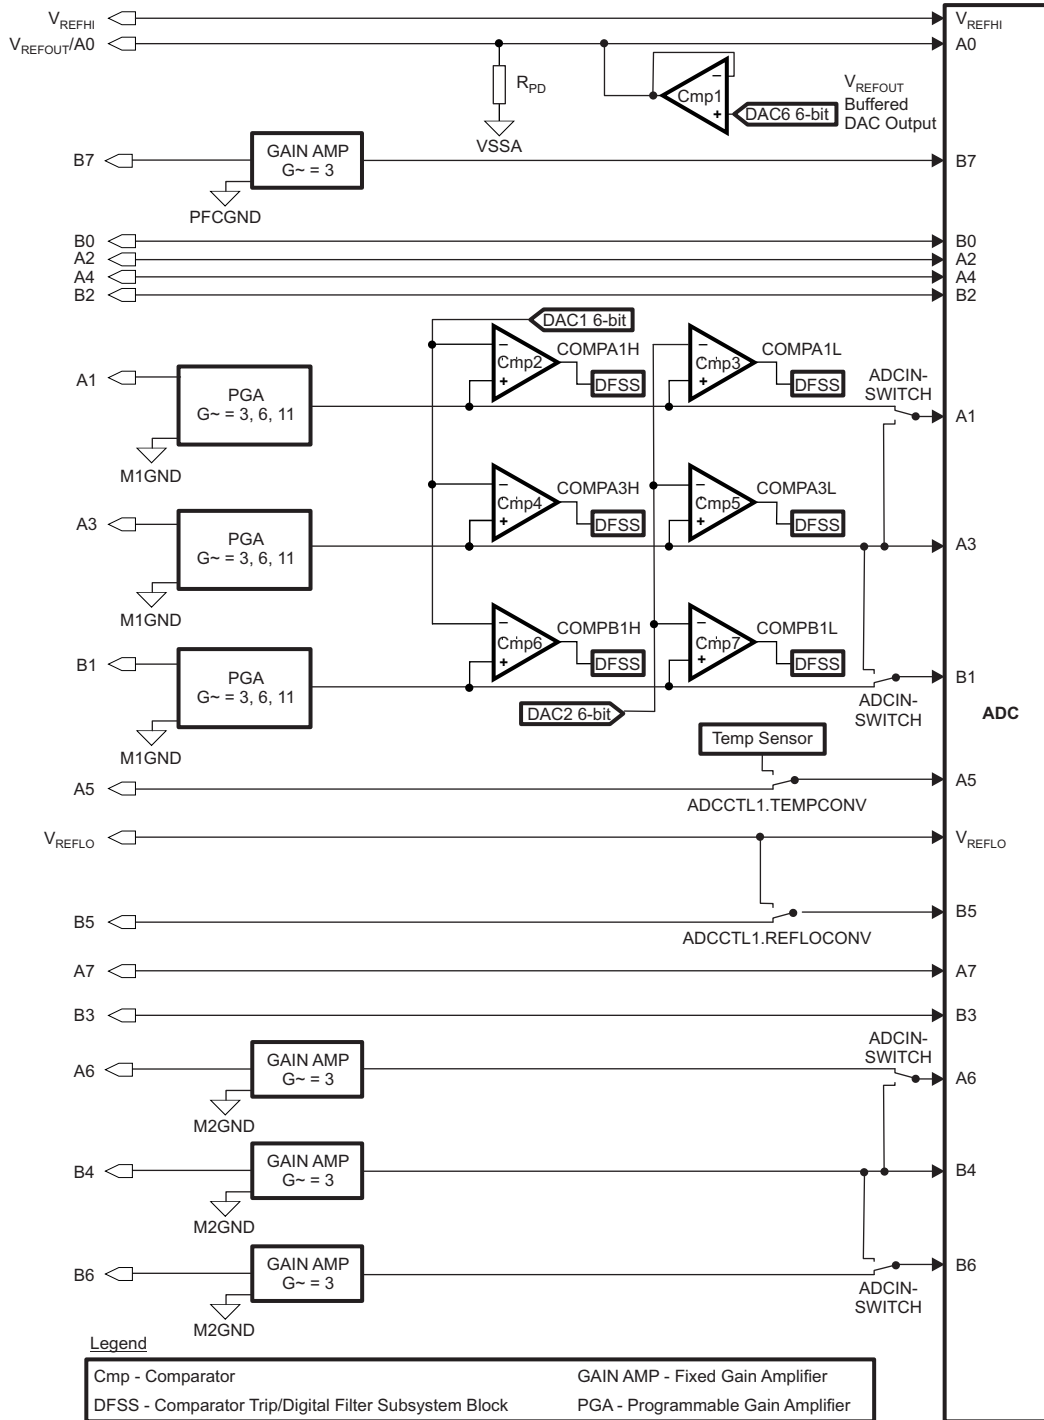 VREFHI VREFHI
VREFOUT/A0 A0
RPD
Cmp1
−
+
DAC6 6-bit
VREFOUT
Buffered
DAC Output
VSSA
B7 GAIN AMP B7
G~ = 3
PFCGND
B0 B0
A2 A2
A4 A4
B2 B2
DAC1 6-bit
− COMPA1H − COMPA1L
Cmp2 Cmp3
+ DFSS + DFSS
ADCIN-
SWITCH
A1 PGA A1
G~ = 3, 6, 11
M1GND
− COMPA3H − COMPA3L
Cmp4 Cmp5
+ DFSS + DFSS
A3 PGA A3
G~ = 3, 6, 11
M1GND
− COMPB1H − COMPB1L
Cmp6 Cmp7
+ DFSS + DFSS
B1 PGA B1
G~ = 3, 6, 11
ADCIN-
SWITCH
DAC2 6-bit
ADC
M1GND
Temp Sensor
A5 A5
ADCCTL1.TEMPCONV
VREFLO VREFLO
B5 B5
ADCCTL1.REFLOCONV
A7 A7
B3 B3
ADCIN-
SWITCH
A6 GAIN AMP A6
G~ = 3
M2GND
B4 GAIN AMP B4
G~ = 3
M2GND
B6 GAIN AMP B6
G~ = 3
ADCIN-
SWITCH
M2GND
Legend
Cmp - Comparator GAIN AMP - Fixed Gain Amplifier
DFSS - Comparator Trip/Digital Filter Subsystem Block PGA - Programmable Gain Amplifier